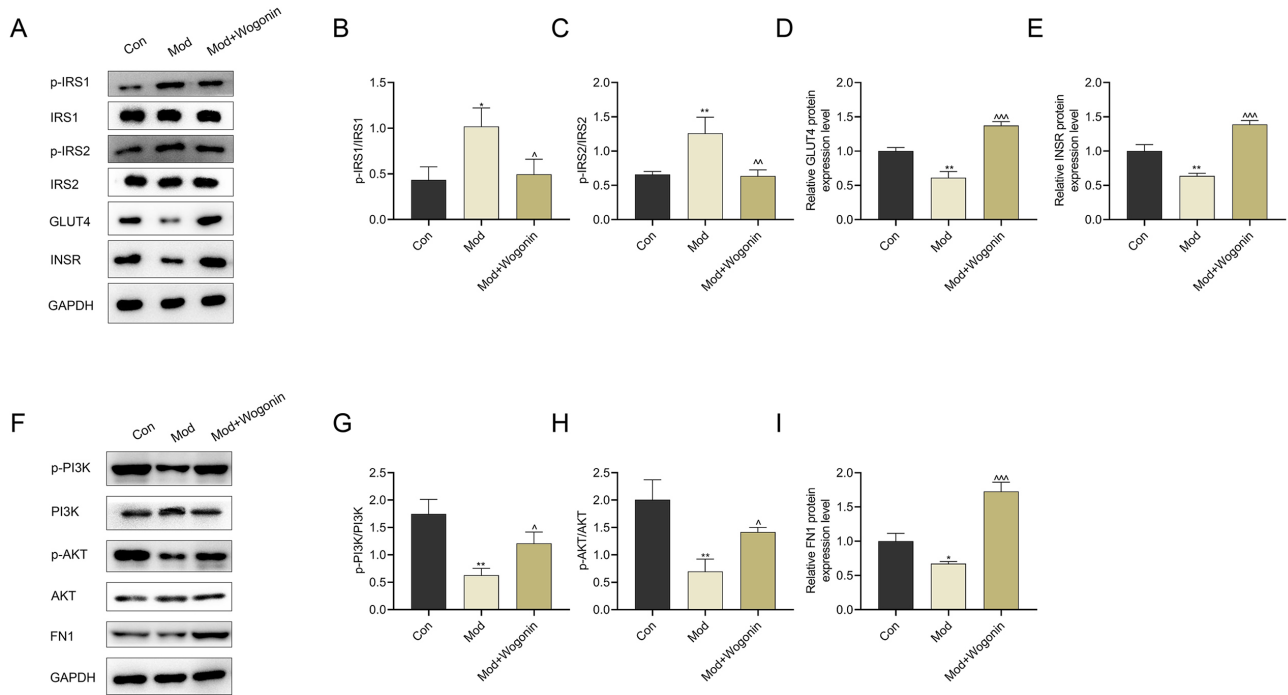 A
Con
Mod
Mod+Wogonin
p-IRS1
IRS1
p-IRS2
IRS2
GLUT4
INSR
GAPDH
B
p-IRS1/IRS1
1.5
1.0
0.5
0.0
*
^
Con
Mod
Mod+Wogonin
C
p-IRS2/IRS2
2.0
1.5
1.0
0.5
0.0
**
^^
Con
Mod
Mod+Wogonin
D
Relative GLUT4 protein
expression level
2.0
1.5
1.0
0.5
0.0
**
^^^
Con
Mod
Mod+Wogonin
E
Relative INSR protein
expression level
2.0
1.5
1.0
0.5
0.0
**
^^^
Con
Mod
Mod+Wogonin
F
Con
Mod
Mod+Wogonin
p-PI3K
PI3K
p-AKT
AKT
FN1
GAPDH
G
p-PI3K/PI3K
2.5
2.0
1.5
1.0
0.5
0.0
**
^
Con
Mod
Mod+Wogonin
H
p-AKT/AKT
2.5
2.0
1.5
1.0
0.5
0.0
**
^
Con
Mod
Mod+Wogonin
I
Relative FN1 protein
expression level
2.0
1.5
1.0
0.5
0.0
*
^^^
Con
Mod
Mod+Wogonin